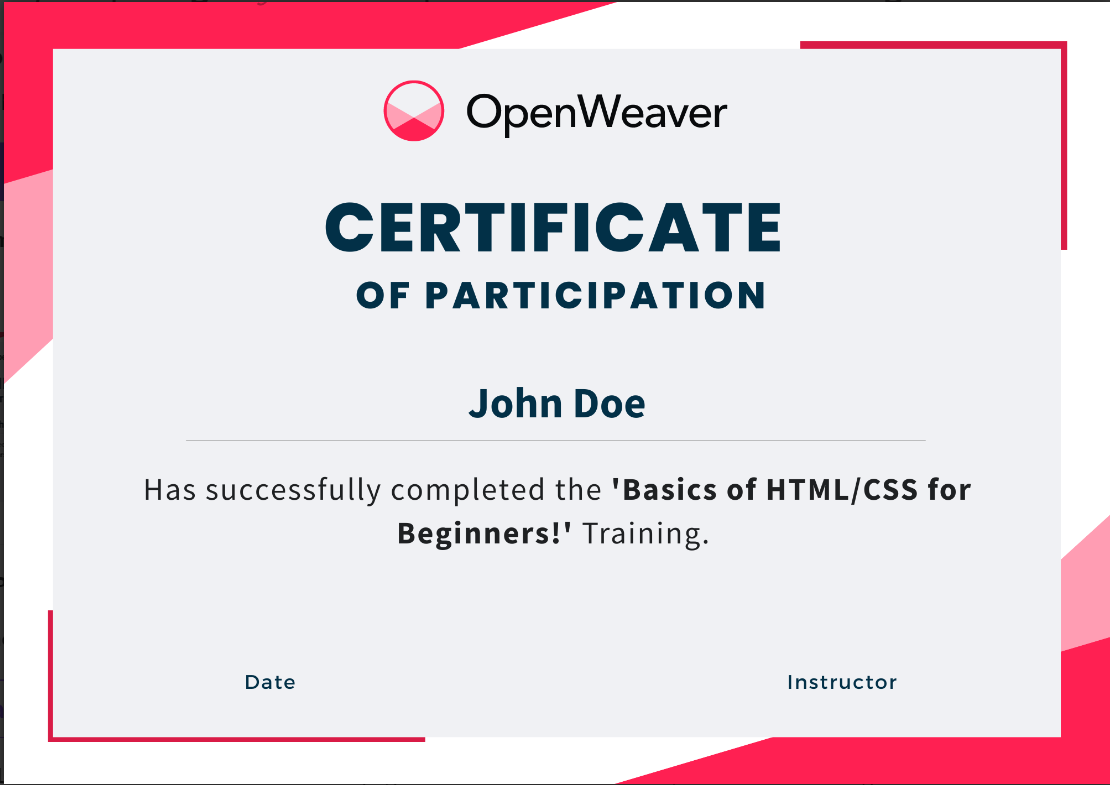 OpenWeaver
CERTIFICATE
OF PARTICIPATION
John Doe
Has successfully completed the 'Basics of HTML/CSS for
Beginners!' Training.
Date
Instructor